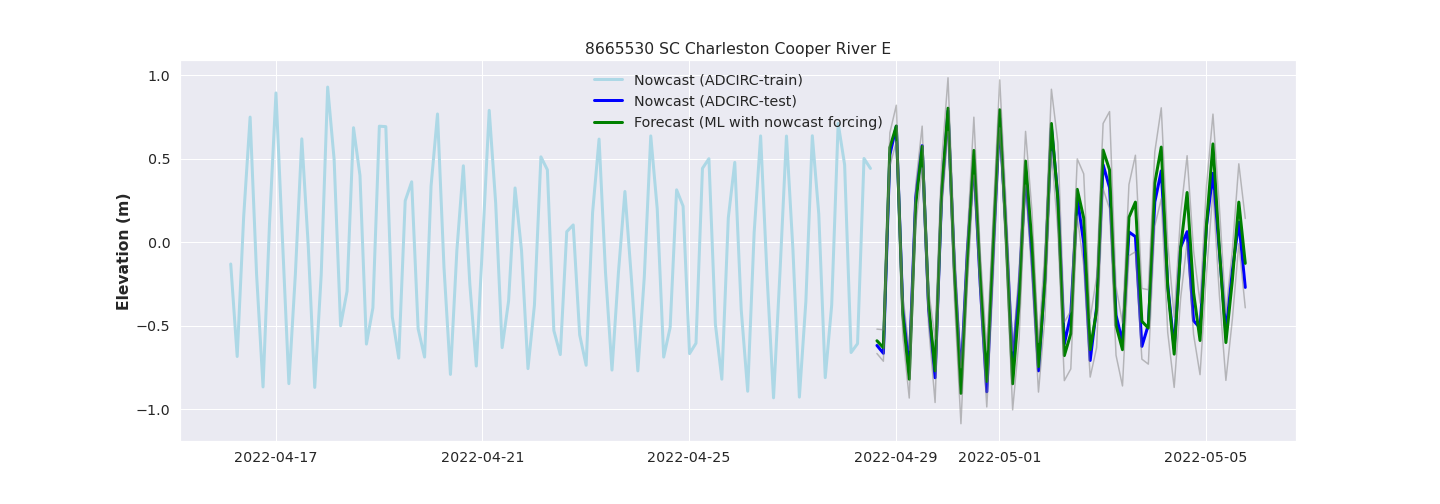 8665530 SC Charleston Cooper River E
Nowcast (ADCIRC-train)
Nowcast (ADCIRC-test)
Forecast (ML with nowcast forcing)
Elevation (m)
1.0
0.5
0.0
−0.5
−1.0
2022-04-17 2022-04-21 2022-04-25 2022-04-29 2022-05-01 2022-05-05